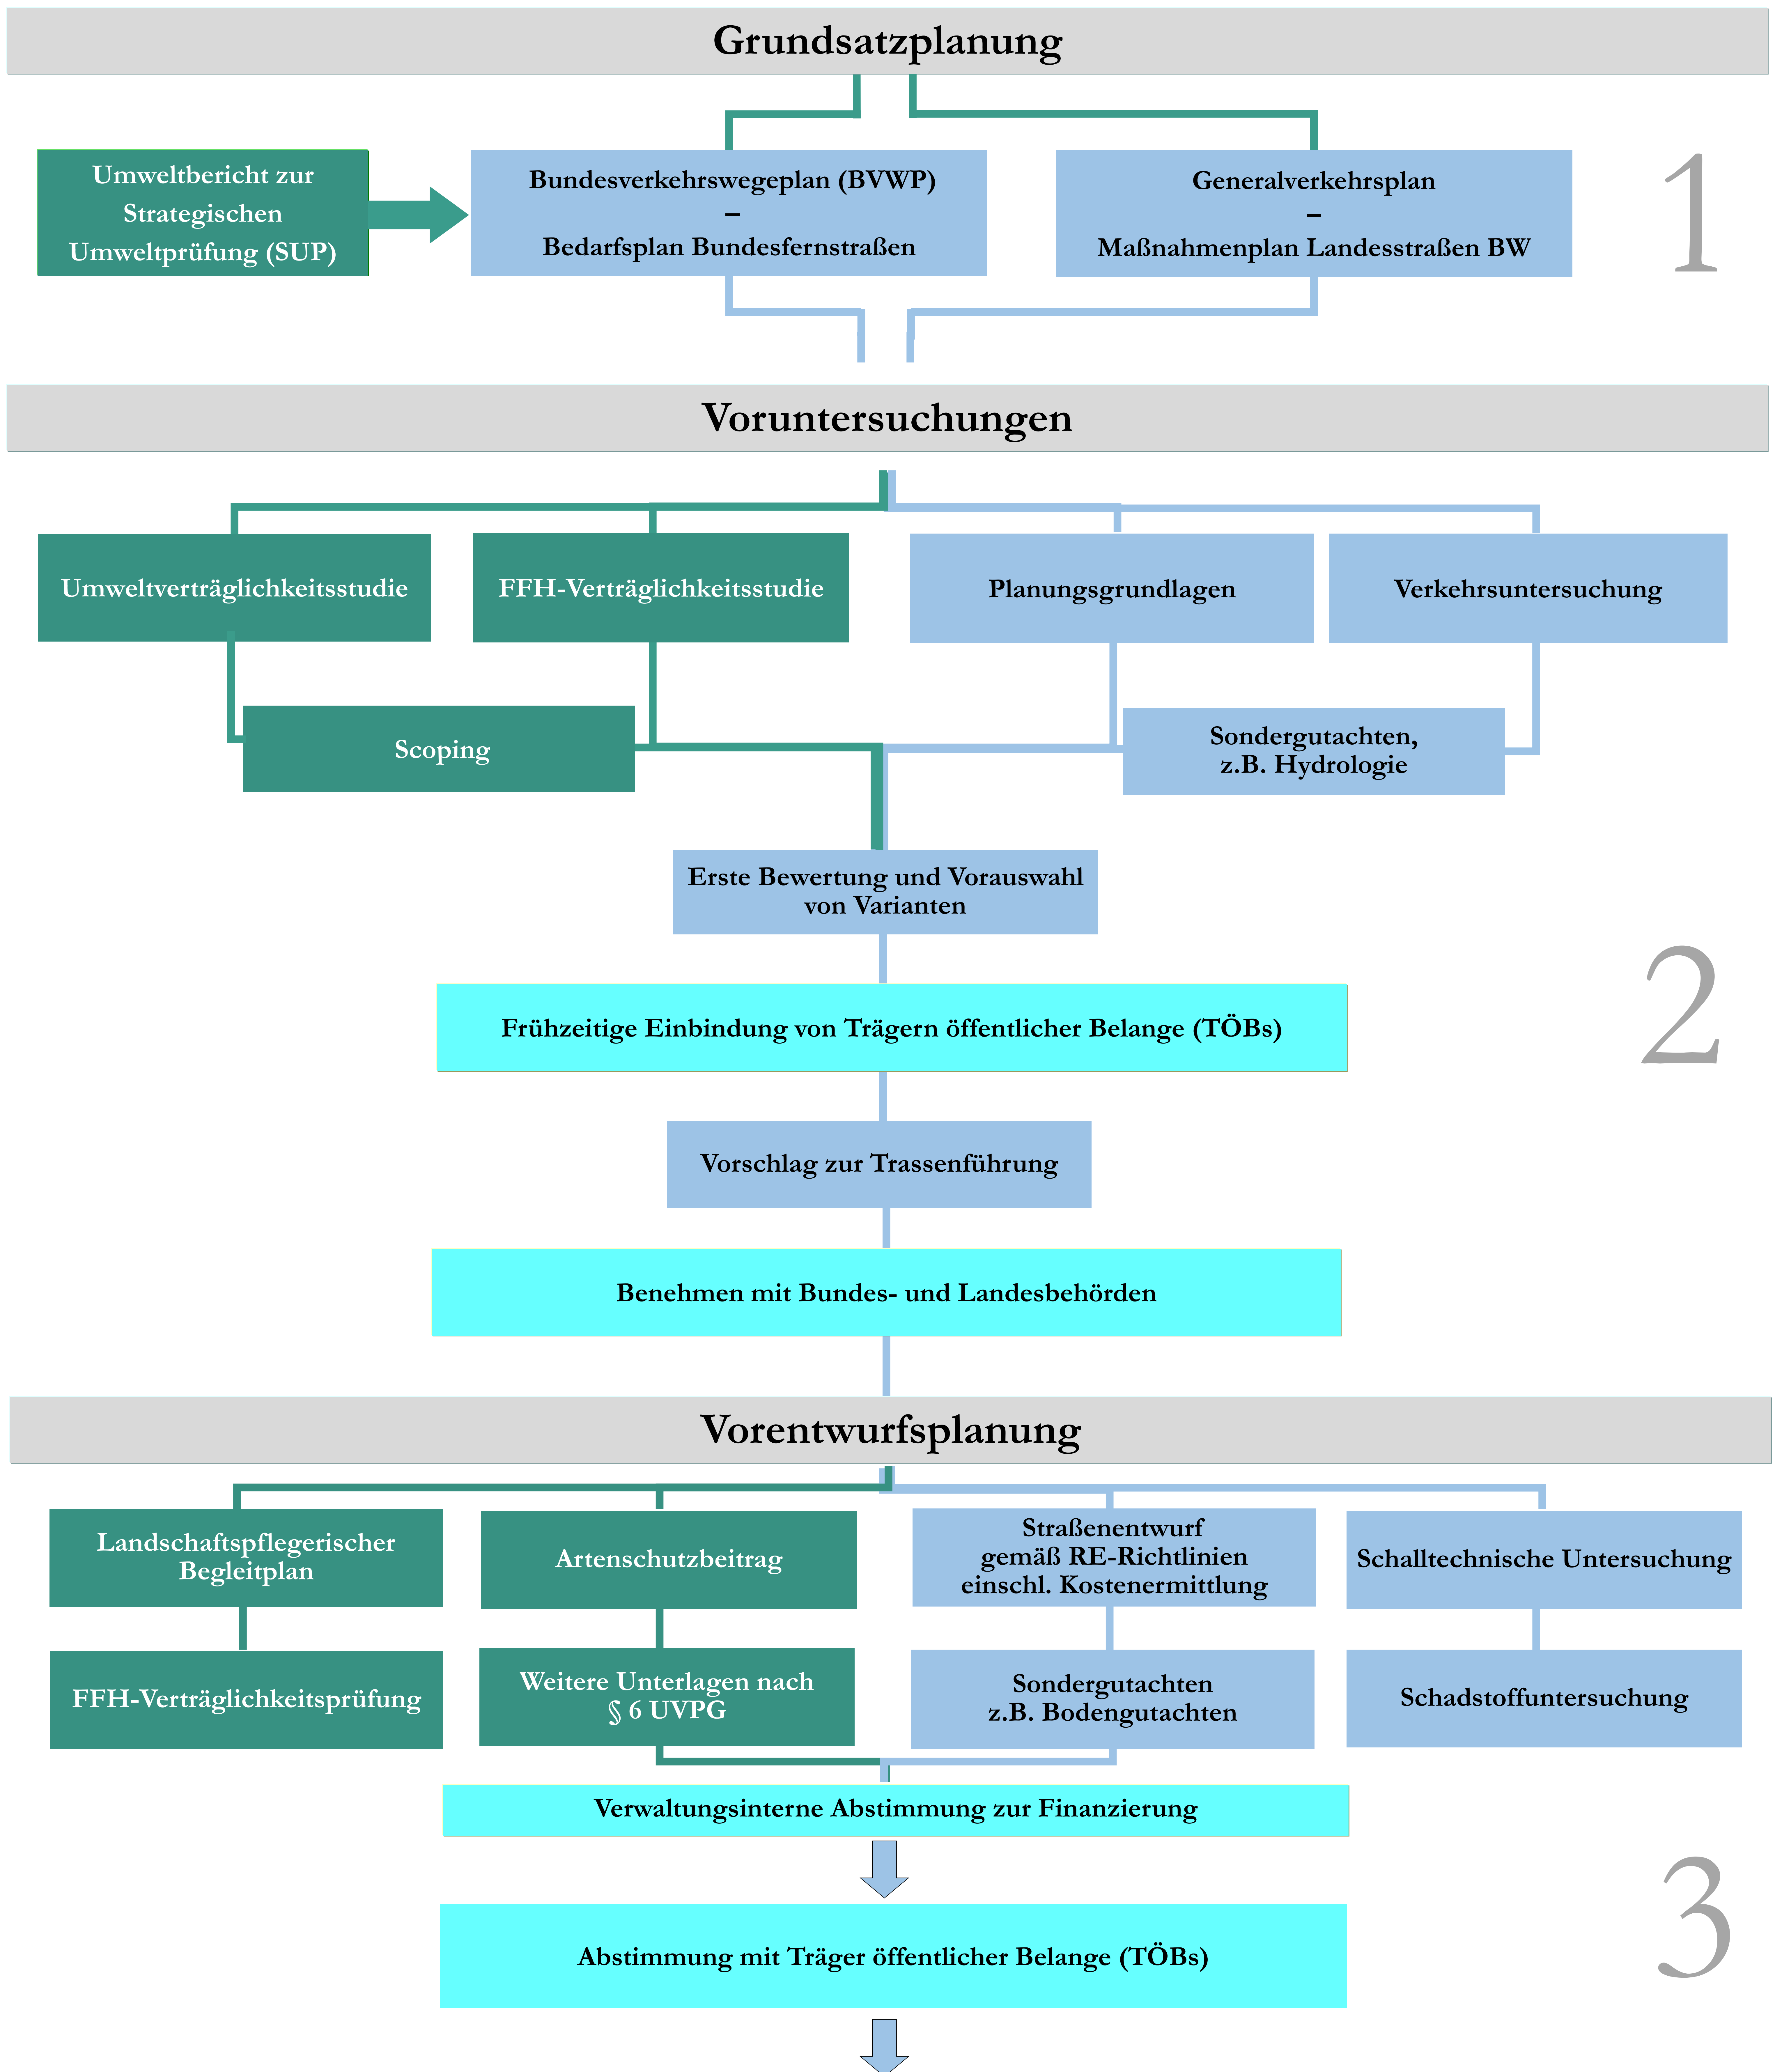 Grundsatzplanung
Umweltbericht zur
Strategischen
Umweltprüfung (SUP)
Bundesverkehrswegeplan (BVWP)
–
Bedarfsplan Bundesfernstraßen
Generalverkehrsplan
–
Maßnahmenplan Landesstraßen BW
1
Voruntersuchungen
Umweltverträglichkeitsstudie
FFH-Verträglichkeitsstudie
Planungsgrundlagen
Verkehrsuntersuchung
Scoping
Sondergutachten,
z.B. Hydrologie
Erste Bewertung und Vorauswahl
von Varianten
Frühzeitige Einbindung von Trägern öffentlicher Belange (TÖBs)
2
Vorschlag zur Trassenführung
Benehmen mit Bundes- und Landesbehörden
Vorentwurfsplanung
Landschaftspflegerischer
Begleitplan
Artenschutzbeitrag
Straßenentwurf
gemäß RE-Richtlinien
einschl. Kostenermittlung
Schalltechnische Untersuchung
FFH-Verträglichkeitsprüfung
Weitere Unterlagen nach
§ 6 UVPG
Sondergutachten
z.B. Bodengutachten
Schadstoffuntersuchung
Verwaltungsinterne Abstimmung zur Finanzierung
Abstimmung mit Träger öffentlicher Belange (TÖBs)
3